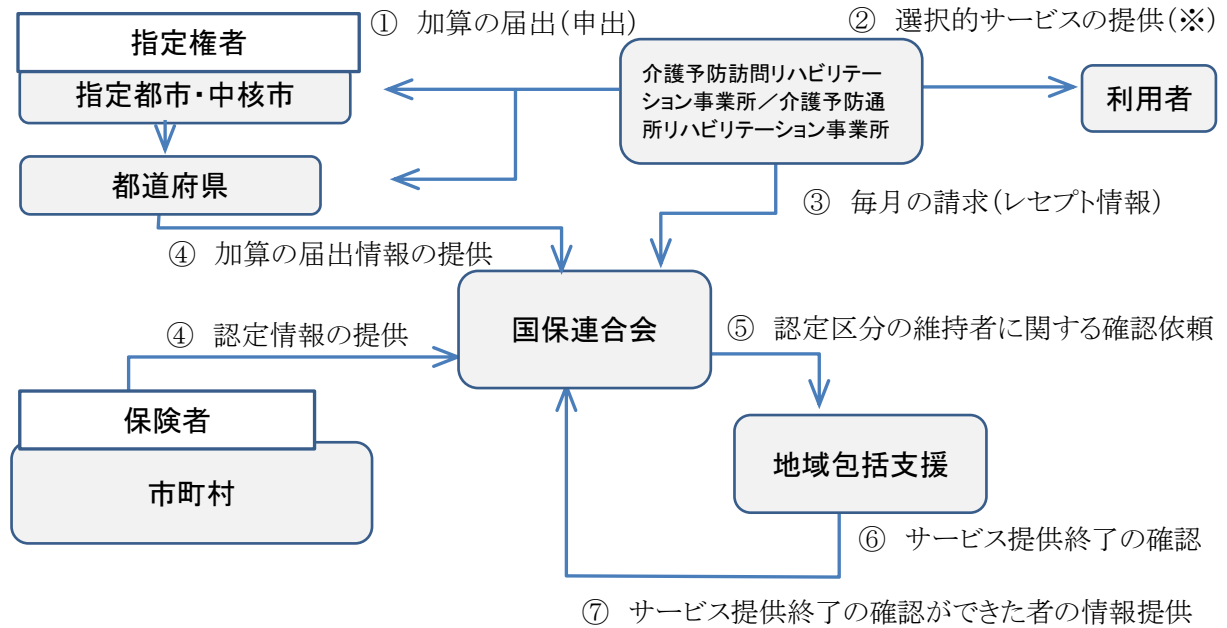 ① 加算の届出(申出)
② 選択的サービスの提供(※)
指定権者
指定都市・中核市
介護予防訪問リハビリテー
ション事業所／介護予防通
所リハビリテーション事業所
利用者
都道府県
③ 毎月の請求(レセプト情報)
④ 加算の届出情報の提供
国保連合会
④ 認定情報の提供
⑤ 認定区分の維持者に関する確認依頼
保険者
市町村
地域包括支援
⑥ サービス提供終了の確認
⑦ サービス提供終了の確認ができた者の情報提供